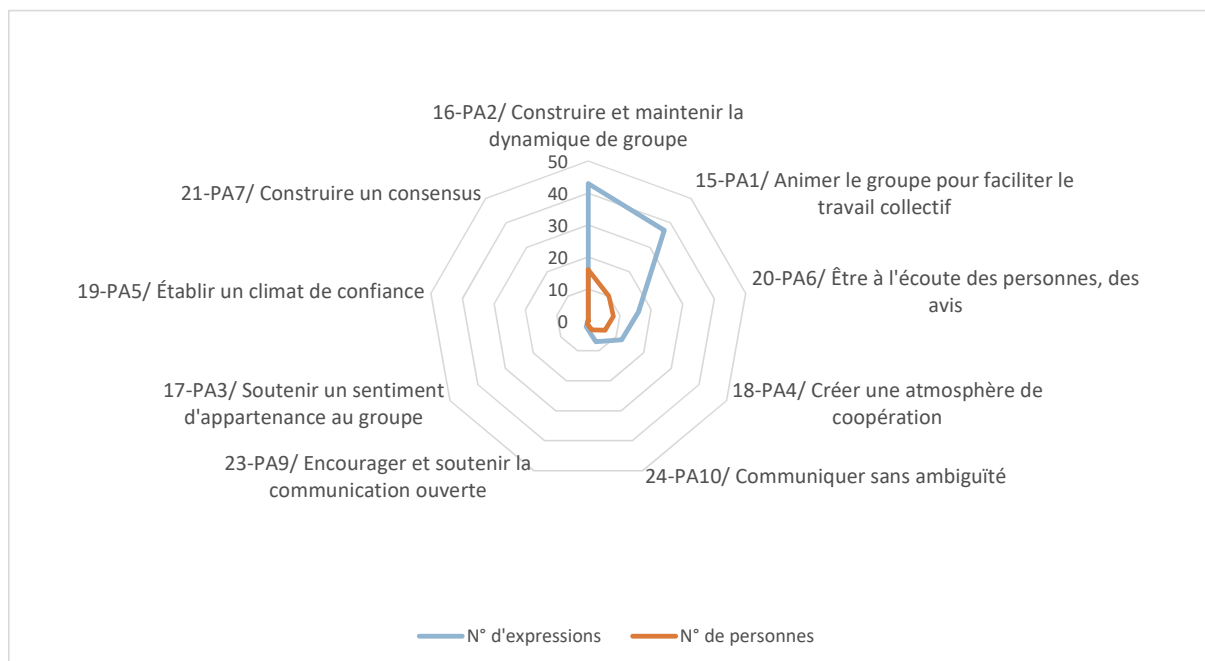 16-PA2/ Construire et maintenir la
dynamique de groupe
50
40
30
20
10
0
15-PA1/ Animer le groupe pour faciliter le
travail collectif
20-PA6/ Être à l'écoute des personnes, des
avis
18-PA4/ Créer une atmosphère de
coopération
24-PA10/ Communiquer sans ambiguïté
23-PA9/ Encourager et soutenir la
communication ouverte
17-PA3/ Soutenir un sentiment
d'appartenance au groupe
19-PA5/ Établir un climat de confiance
21-PA7/ Construire un consensus
N° d'expressions
N° de personnes